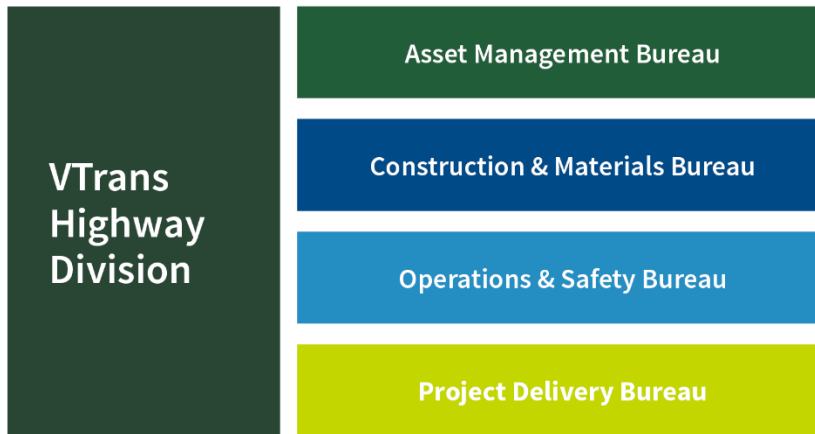 VTrans
Highway
Division
Asset Management Bureau
Construction & Materials Bureau
Operations & Safety Bureau
Project Delivery Bureau